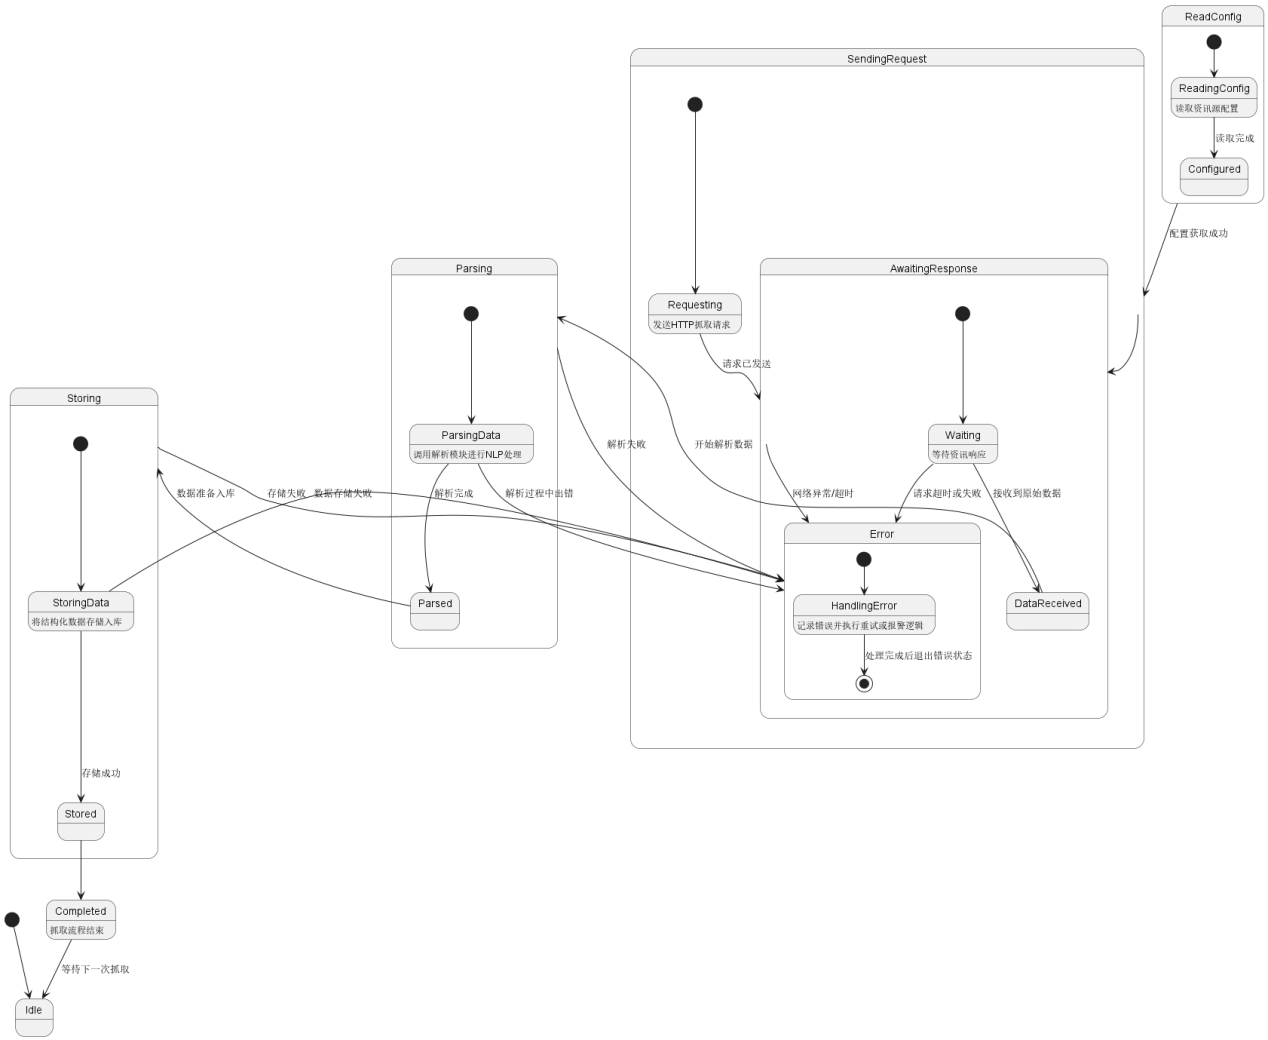 ReadConfig
ReadingConfig
读取资讯源配置
读取完成
Configured
配置获取成功
SendingRequest
Requesting
发送HTTP抓取请求
请求已发送
AwaitingResponse
Waiting
等待资讯响应
网络异常/超时
请求超时或失败
接收到原始数据
Error
HandlingError
记录错误并执行重试或报警逻辑
处理完成后退出错误状态
DataReceived
Parsing
ParsingData
调用解析模块进行NLP处理
解析完成
解析过程中出错
Parsed
解析失败
开始解析数据
Storing
数据准备入库
存储失败
数据存储失败
StoringData
将结构化数据存储入库
存储成功
Stored
Completed
抓取流程结束
等待下一次抓取
Idle